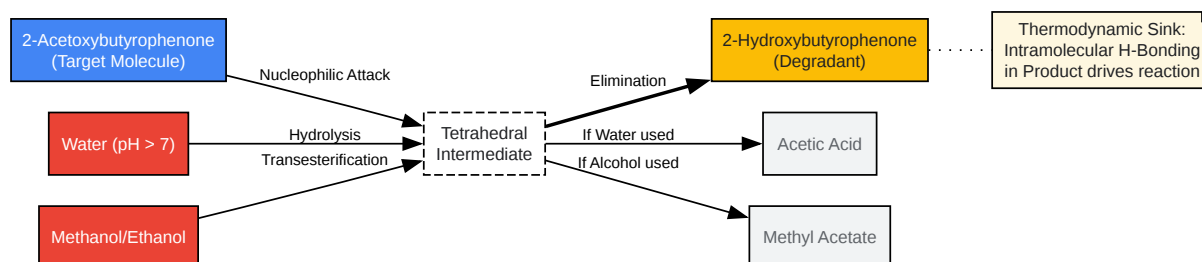 2-Acetoxybutyrophenone
(Target Molecule)
Nucleophilic Attack
Water (pH > 7)
Hydrolysis
Transesterification
Methanol/Ethanol
Tetrahedral
Intermediate
Elimination
If Water used
If Alcohol used
2-Hydroxybutyrophenone
(Degradant)
Acetic Acid
Methyl Acetate
Thermodynamic Sink:
Intramolecular H-Bonding
in Product drives reaction